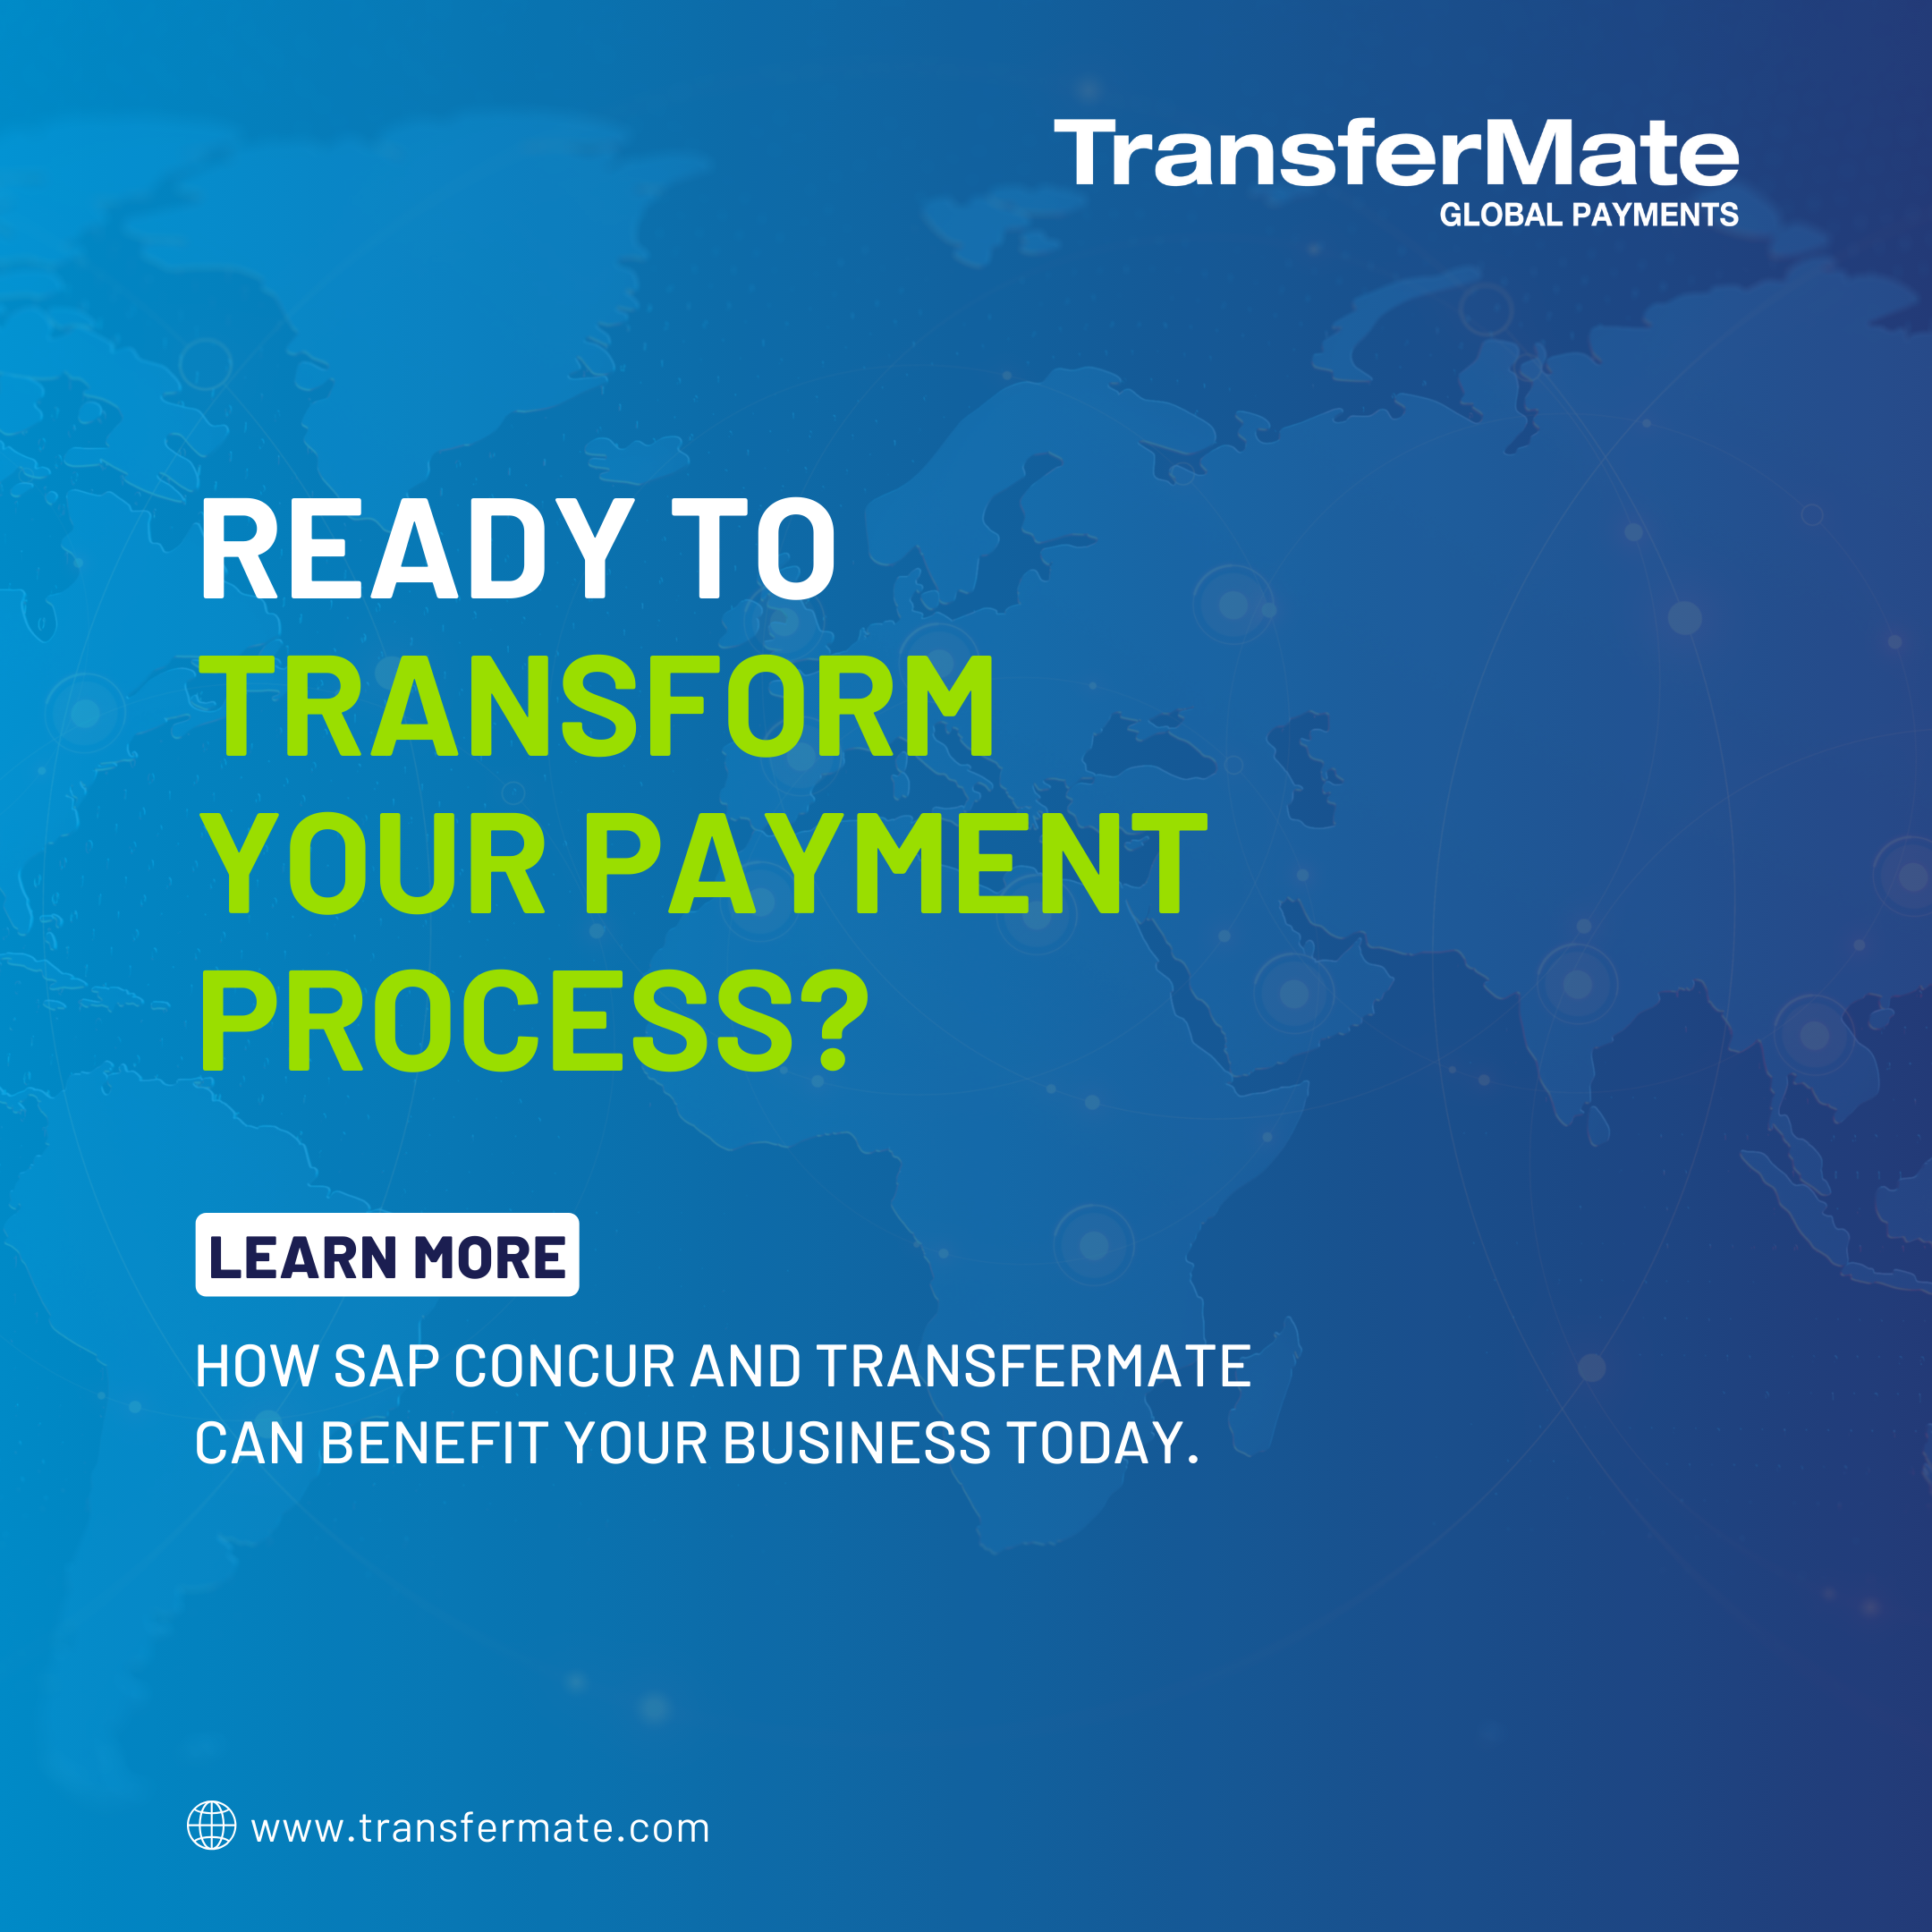 TransferMate
GLOBAL PAYMENTS
READY TO
TRANSFORM
YOUR PAYMENT
PROCESS?
LEARN MORE
HOW SAP CONCUR AND TRANSFERMATE
CAN BENEFIT YOUR BUSINESS TODAY.
www.transfermate.com